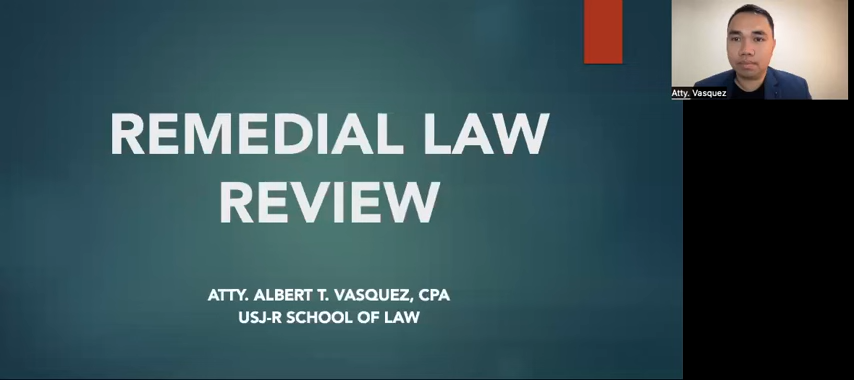 REMEDIAL LAW
REVIEW
ATTY. ALBERT T. VASQUEZ, CPA
USJ-R SCHOOL OF LAW
Atty. Vasquez